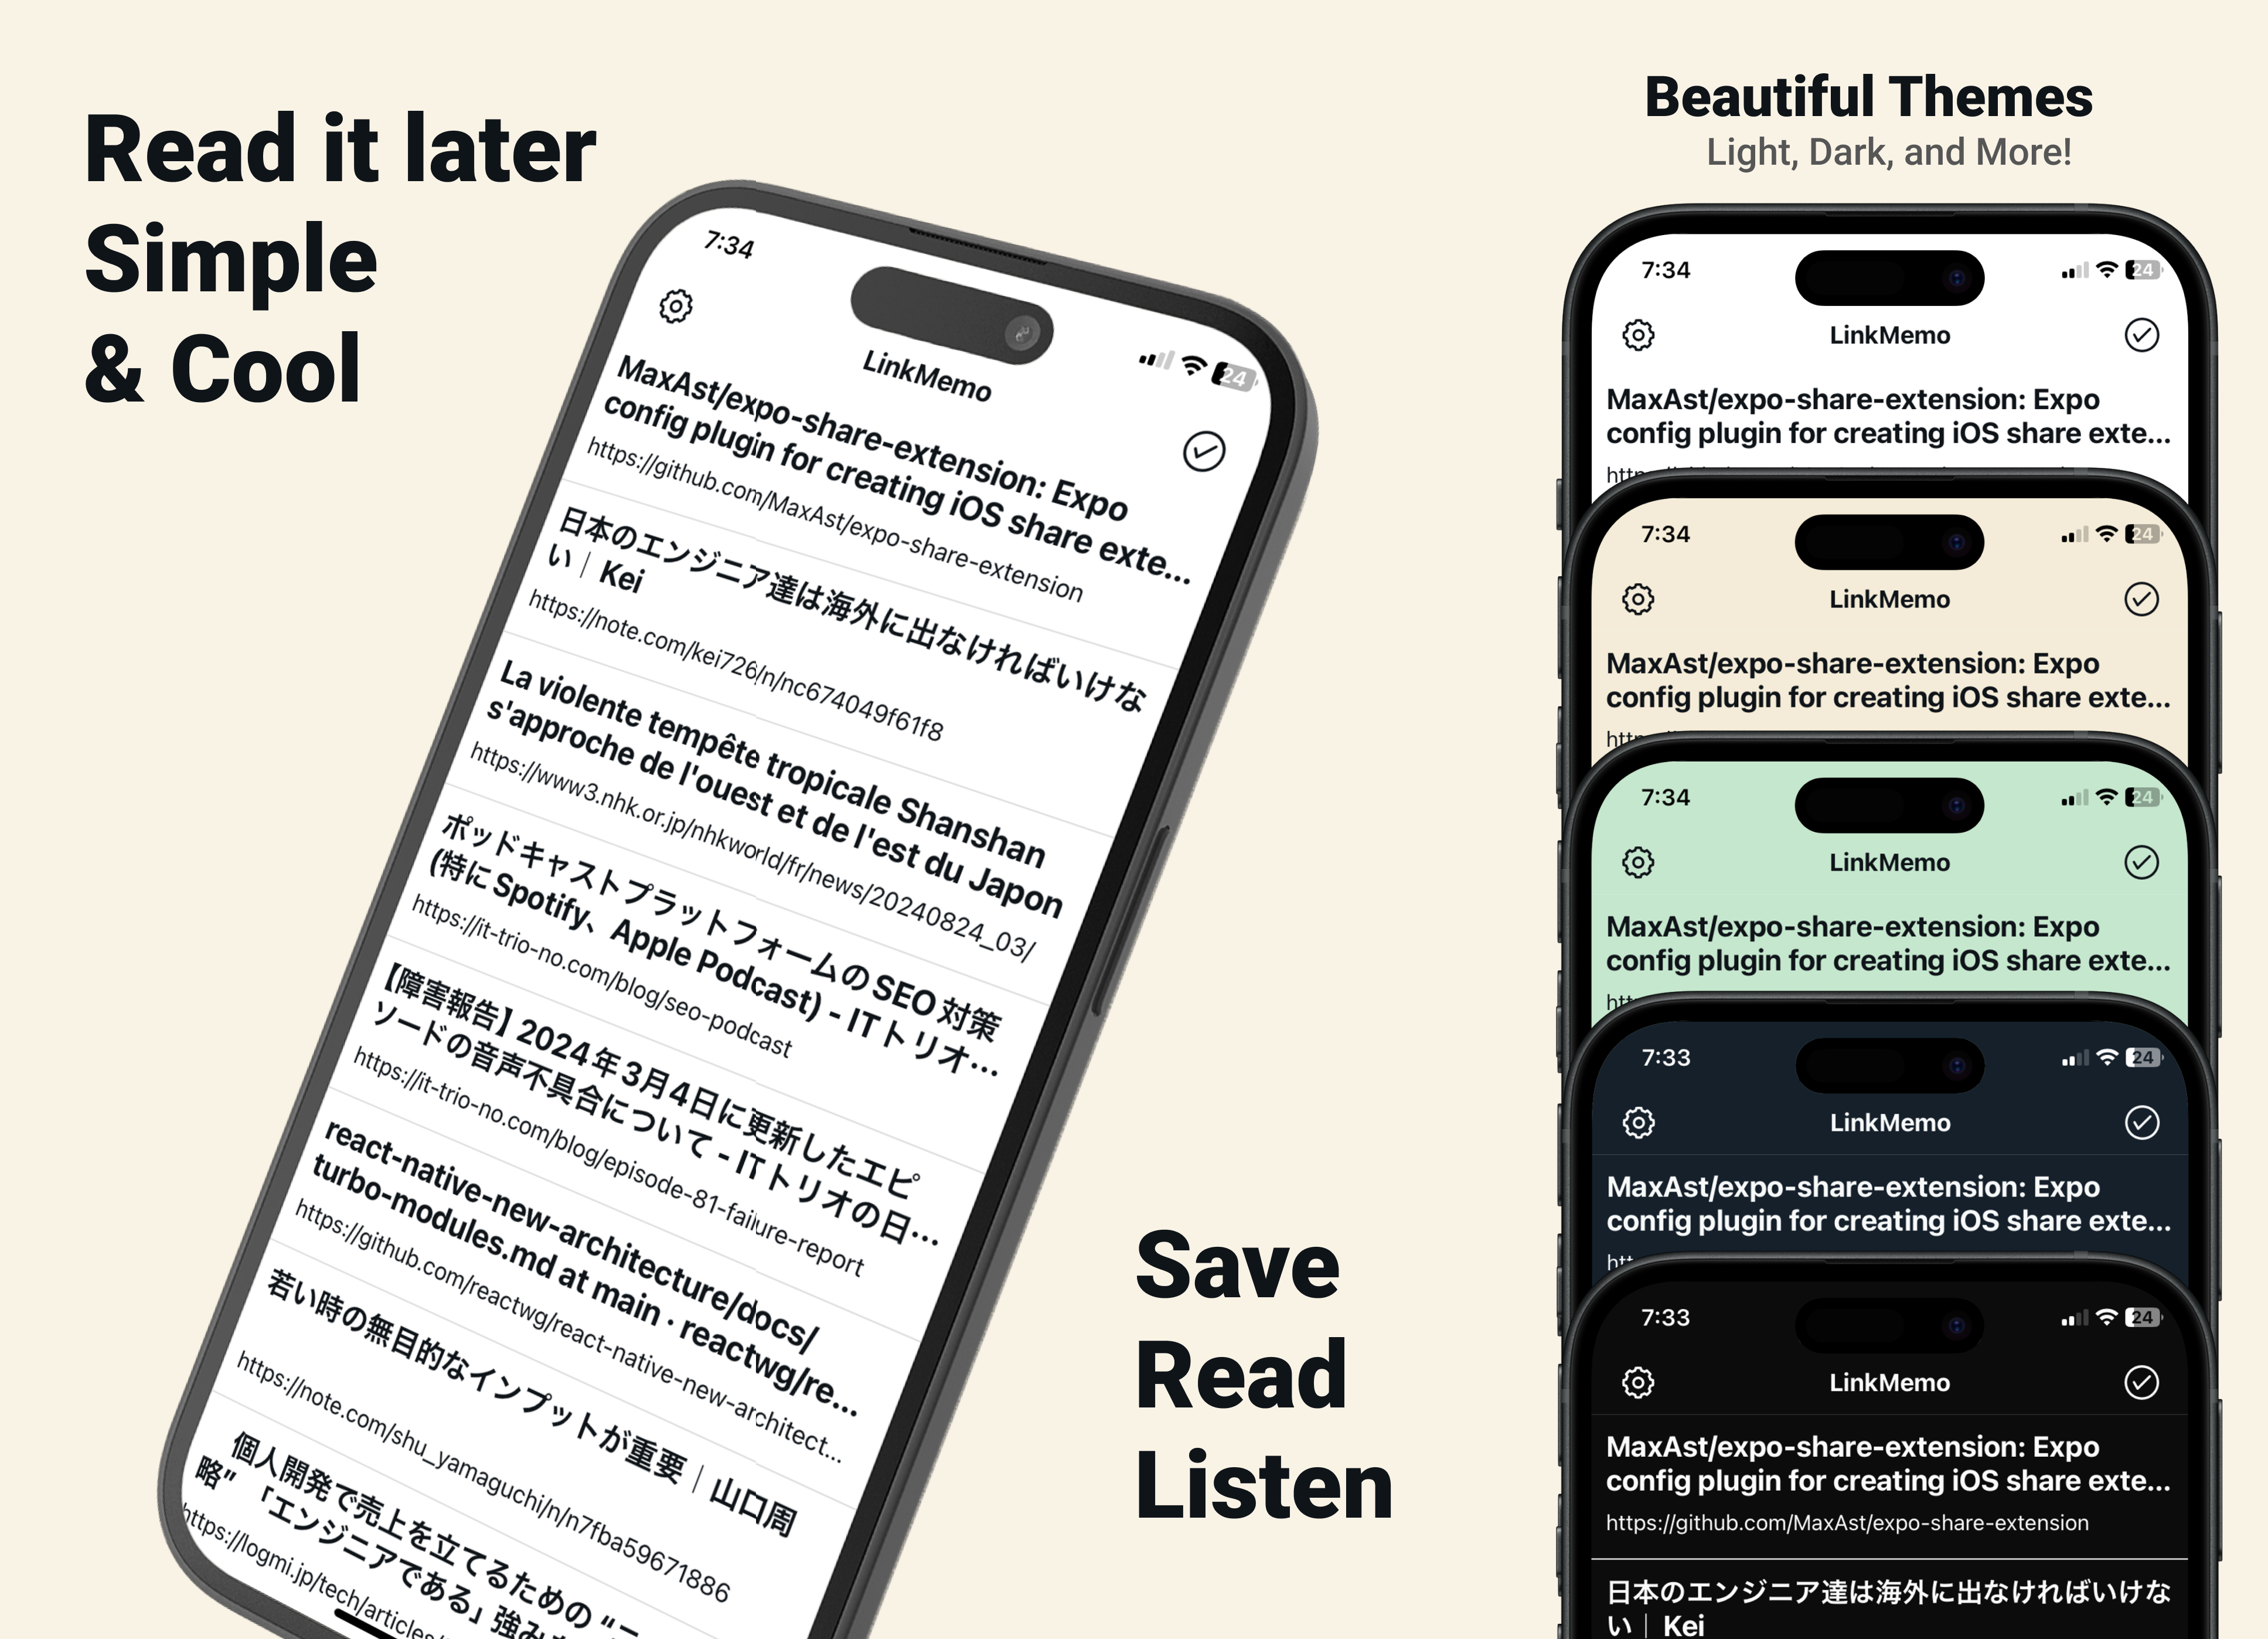 Read it later
Simple
& Cool
7:34
24
LinkMemo
MaxAst/expo-share-extension: Expo
config plugin for creating iOS share exte...
https://github.com/MaxAst/expo-share-extension
日本のエンジニア達は海外に出なければいけな
い｜Kei
https://note.com/kei726/n/nc674049f61f8
La violente tempête tropicale Shanshan
s'approche de l'ouest et de l'est du Japon
https://www3.nhk.or.jp/nhkworld/fr/news/20240824_03/
ポッドキャストプラットフォームのSEO対策
(特にSpotify、Apple Podcast) - ITトリオ…
https://it-trio-no.com/blog/seo-podcast
【障害報告】2024年3月4日に更新したエピ
ソードの音声不具合について - ITトリオの日…
https://it-trio-no.com/blog/episode-81-failure-report
react-native-new-architecture/docs/
turbo-modules.md at main · reactwg/re...
https://github.com/reactwg/react-native-new-architect...
若い時の無目的なインプットが重要｜山口周
https://note.com/shu_yamaguchi/n/n7fba59671886
個人開発で売上を立てるための “ニ
略” 「エンジニアである」強み
https://logmi.jp/tech/articles/
Save
Read
Listen
Beautiful Themes
Light, Dark, and More!
7:34
24
LinkMemo
MaxAst/expo-share-extension: Expo
config plugin for creating iOS share exte...
7:34
24
LinkMemo
MaxAst/expo-share-extension: Expo
config plugin for creating iOS share exte...
7:34
24
LinkMemo
MaxAst/expo-share-extension: Expo
config plugin for creating iOS share exte...
7:33
24
LinkMemo
MaxAst/expo-share-extension: Expo
config plugin for creating iOS share exte...
7:33
24
LinkMemo
MaxAst/expo-share-extension: Expo
config plugin for creating iOS share exte...
https://github.com/MaxAst/expo-share-extension
日本のエンジニア達は海外に出なければいけな
い｜Kei